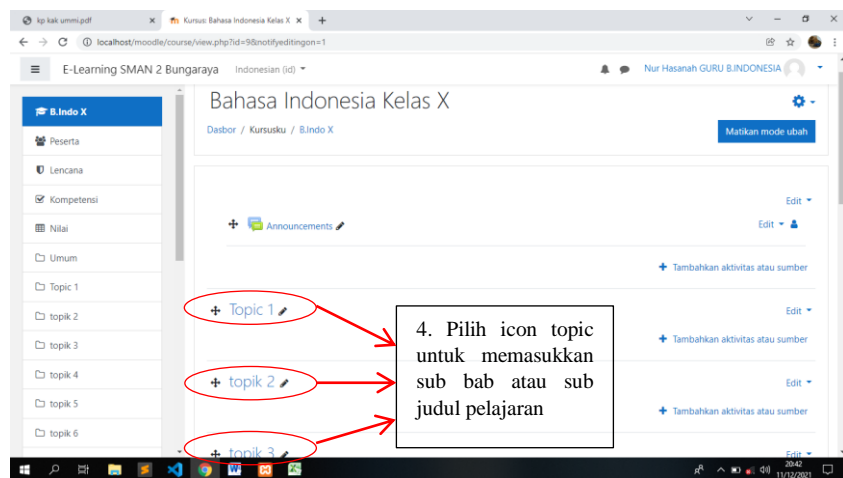 kp kak ummi.pdf
Kursus: Bahasa Indonesia Kelas X
localhost/moodle/course/view.php?id=9&notifyeditingon=1
E-Learning SMAN 2 Bungaraya
Indonesian (id)
Nur Hasanah GURU B.INDONESIA
B.Indo X
Peserta
Lencana
Kompetensi
Nilai
Umum
Topic 1
topik 2
topik 3
topik 4
topik 5
topik 6
Bahasa Indonesia Kelas X
Dasbor / Kursusku / B.Indo X
Matikan mode ubah
Edit
Announcements
Edit
Tambahkan aktivitas atau sumber
Topic 1
Edit
Tambahkan aktivitas atau sumber
topik 2
Edit
Tambahkan aktivitas atau sumber
topik 3
Edit
4. Pilih icon topic
untuk memasukkan
sub bab atau sub
judul pelajaran
20:42
11/12/2021